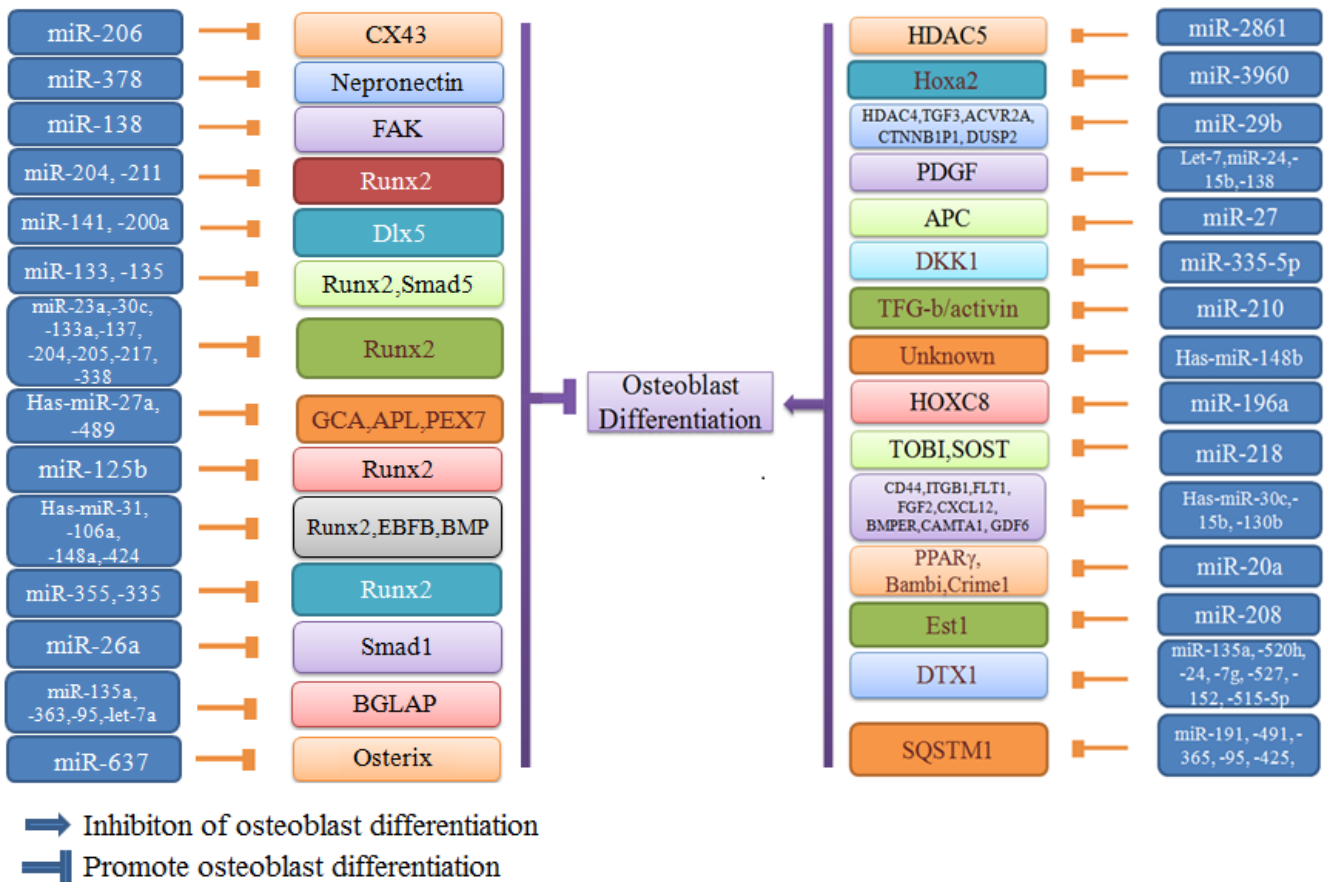 miR-206
CX43
miR-378
Nepronectin
miR-138
FAK
miR-204, -211
Runx2
miR-141, -200a
Dlx5
miR-133, -135
Runx2,Smad5
miR-23a,-30c,
-133a,-137,
-204,-205,-217,
-338
Runx2
Has-miR-27a,
-489
GCA,APL,PEX7
miR-125b
Runx2
Has-miR-31,
-106a,
-148a,-424
Runx2,EBFB,BMP
miR-355,-335
Runx2
miR-26a
Smad1
miR-135a,
-363,-95,-let-7a
BGLAP
miR-637
Osterix
Osteoblast
Differentiation
HDAC5
miR-2861
Hoxa2
miR-3960
HDAC4,TGF3,ACVR2A,
CTNNB1P1, DUSP2
miR-29b
PDGF
Let-7,miR-24,-
15b,-138
APC
miR-27
DKK1
miR-335-5p
TFG-b/activin
miR-210
Unknown
Has-miR-148b
HOXC8
miR-196a
TOBI,SOST
miR-218
CD44,ITGB1,FLT1,
FGF2,CXCL12,
BMPER,CAMTA1, GDF6
Has-miR-30c,-
15b, -130b
PPARγ,
Bambi,Crime1
miR-20a
Est1
miR-208
DTX1
miR-135a, -520h,
-24, -7g, -527, -
152, -515-5p
SQSTM1
miR-191, -491, -
365, -95, -425,
Inhibiton of osteoblast differentiation
Promote osteoblast differentiation